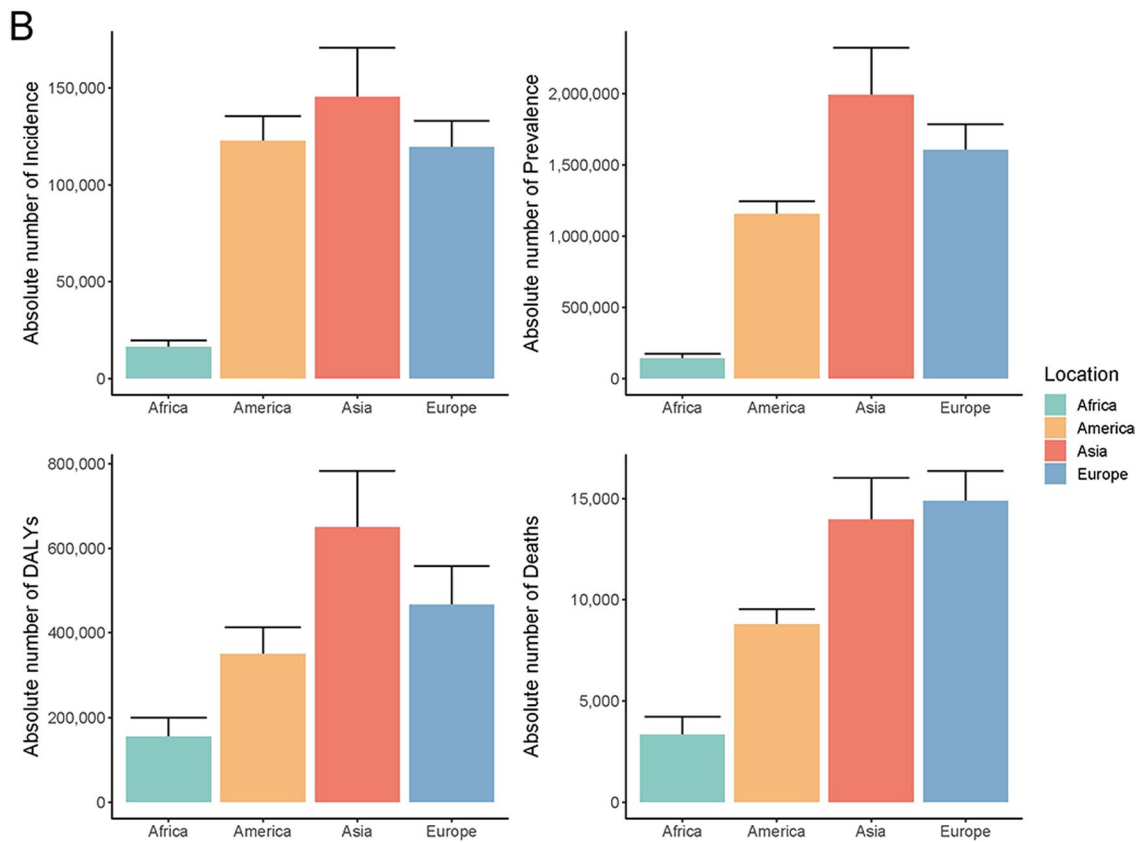 B
Absolute number of Incidence
150,000
100,000
50,000
0
Africa America Asia Europe
Absolute number of Prevalence
2,000,000
1,500,000
1,000,000
500,000
0
Africa America Asia Europe
Location
Africa
America
Asia
Europe
Absolute number of DALYs
800,000
600,000
400,000
200,000
0
Africa America Asia Europe
Absolute number of Deaths
15,000
10,000
5,000
0
Africa America Asia Europe